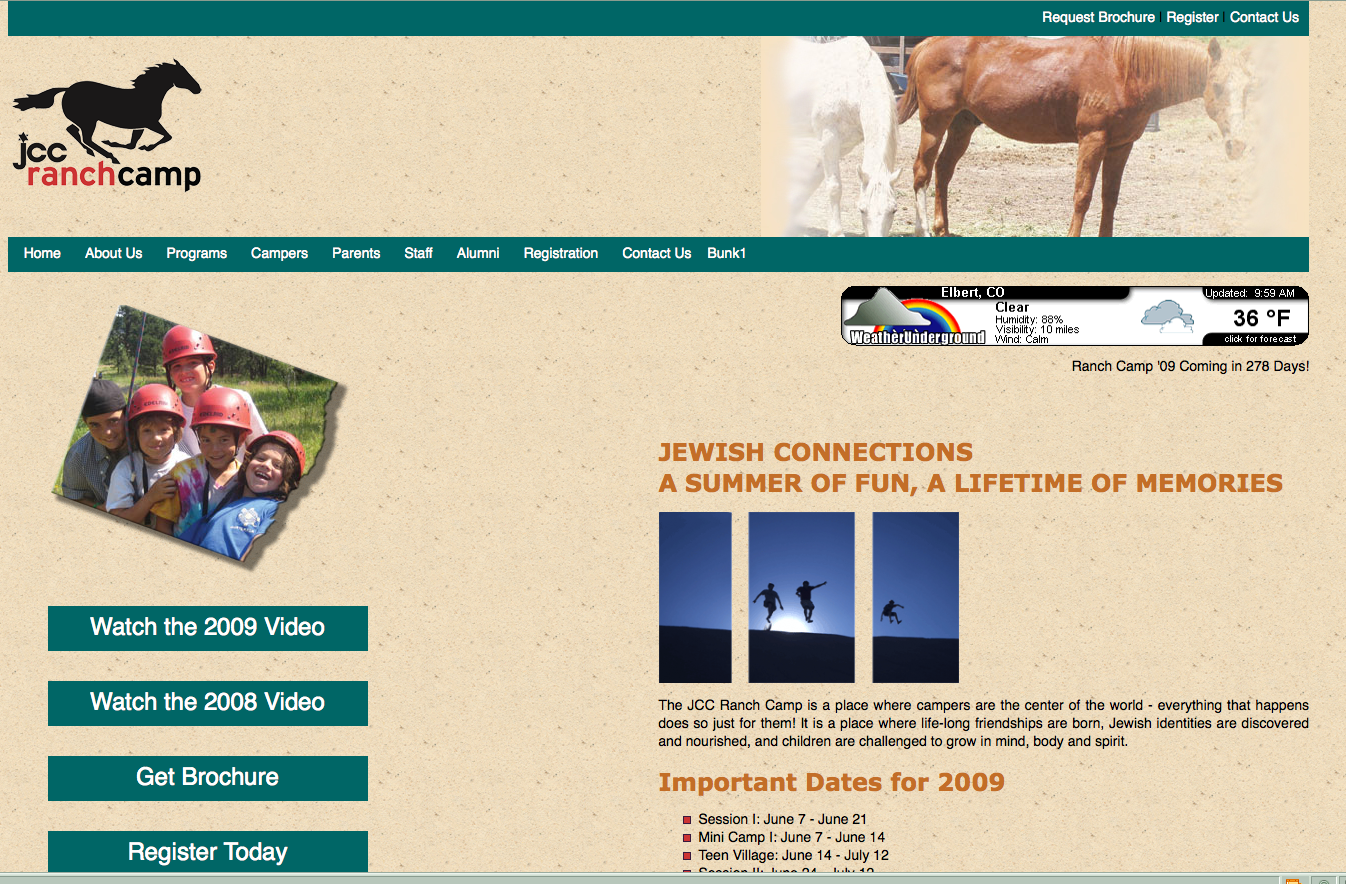 Request Brochure | Register | Contact Us
jcc
ranchcamp
Home About Us Programs Campers Parents Staff Alumni Registration Contact Us Bunk1
Elbert, CO
Updated: 9:59 AM
Clear
Humidity: 88%
Visibility: 10 miles
Wind: Calm
36 °F
WeatherUnderground
click for forecast
Ranch Camp '09 Coming in 278 Days!
JEWISH CONNECTIONS
A SUMMER OF FUN, A LIFETIME OF MEMORIES
Watch the 2009 Video
Watch the 2008 Video
Get Brochure
Register Today
The JCC Ranch Camp is a place where campers are the center of the world - everything that happens
does so just for them! It is a place where life-long friendships are born, Jewish identities are discovered
and nourished, and children are challenged to grow in mind, body and spirit.
Important Dates for 2009
Session I: June 7 - June 21
Mini Camp I: June 7 - June 14
Teen Village: June 14 - July 12